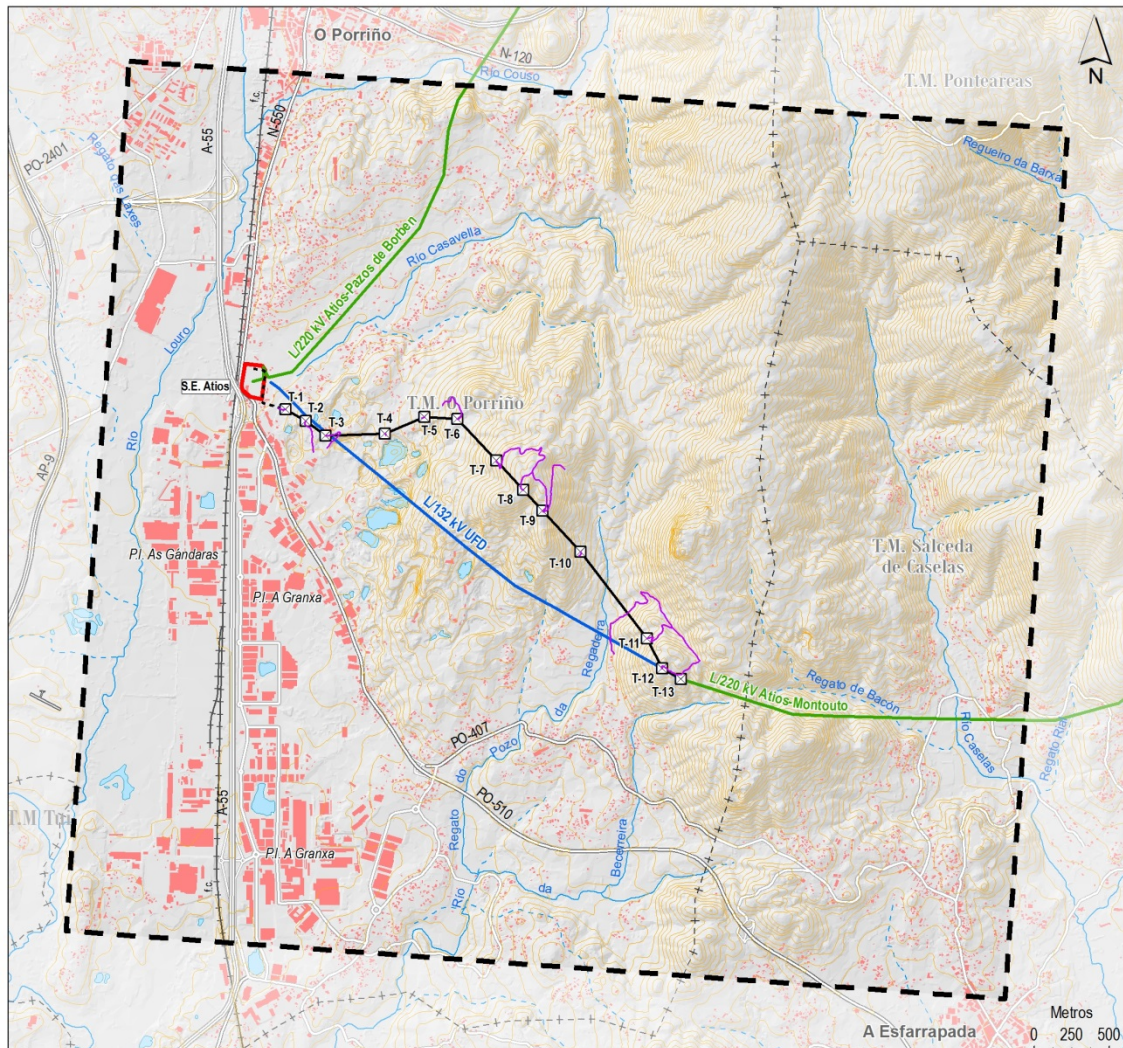 O Porriño
N-120
Río Couso
T.M. Ponteareas
N
f.c.
N-550
A-55
PO-2401
Regato das Laxes
Regueiro da Barxa
L/220 kV Atios-Pazos de Borben
Río Casavella
Louro
S.E. Atios
T-1
T-2
T-3
T-4
T-5
T-6
T.M. O Porriño
T-7
T-8
T-9
T-10
Río
AP-9
L/132 kV UFD
P.I. As Gándaras
P.I. A Granxa
T.M. Salceda
de Caselas
Regadeira
T-11
T-12
T-13
L/220 kV Atios-Montouto
Regato de Bacón
Río Caselas
Regato Ría
da
PO-407
Pozo
do
Regato
PO-510
T.M Tui
A-55
P.I. A Granxa
Becerreira
da
Río
f.c.
A Esfarrapada
Metros
0 250 500